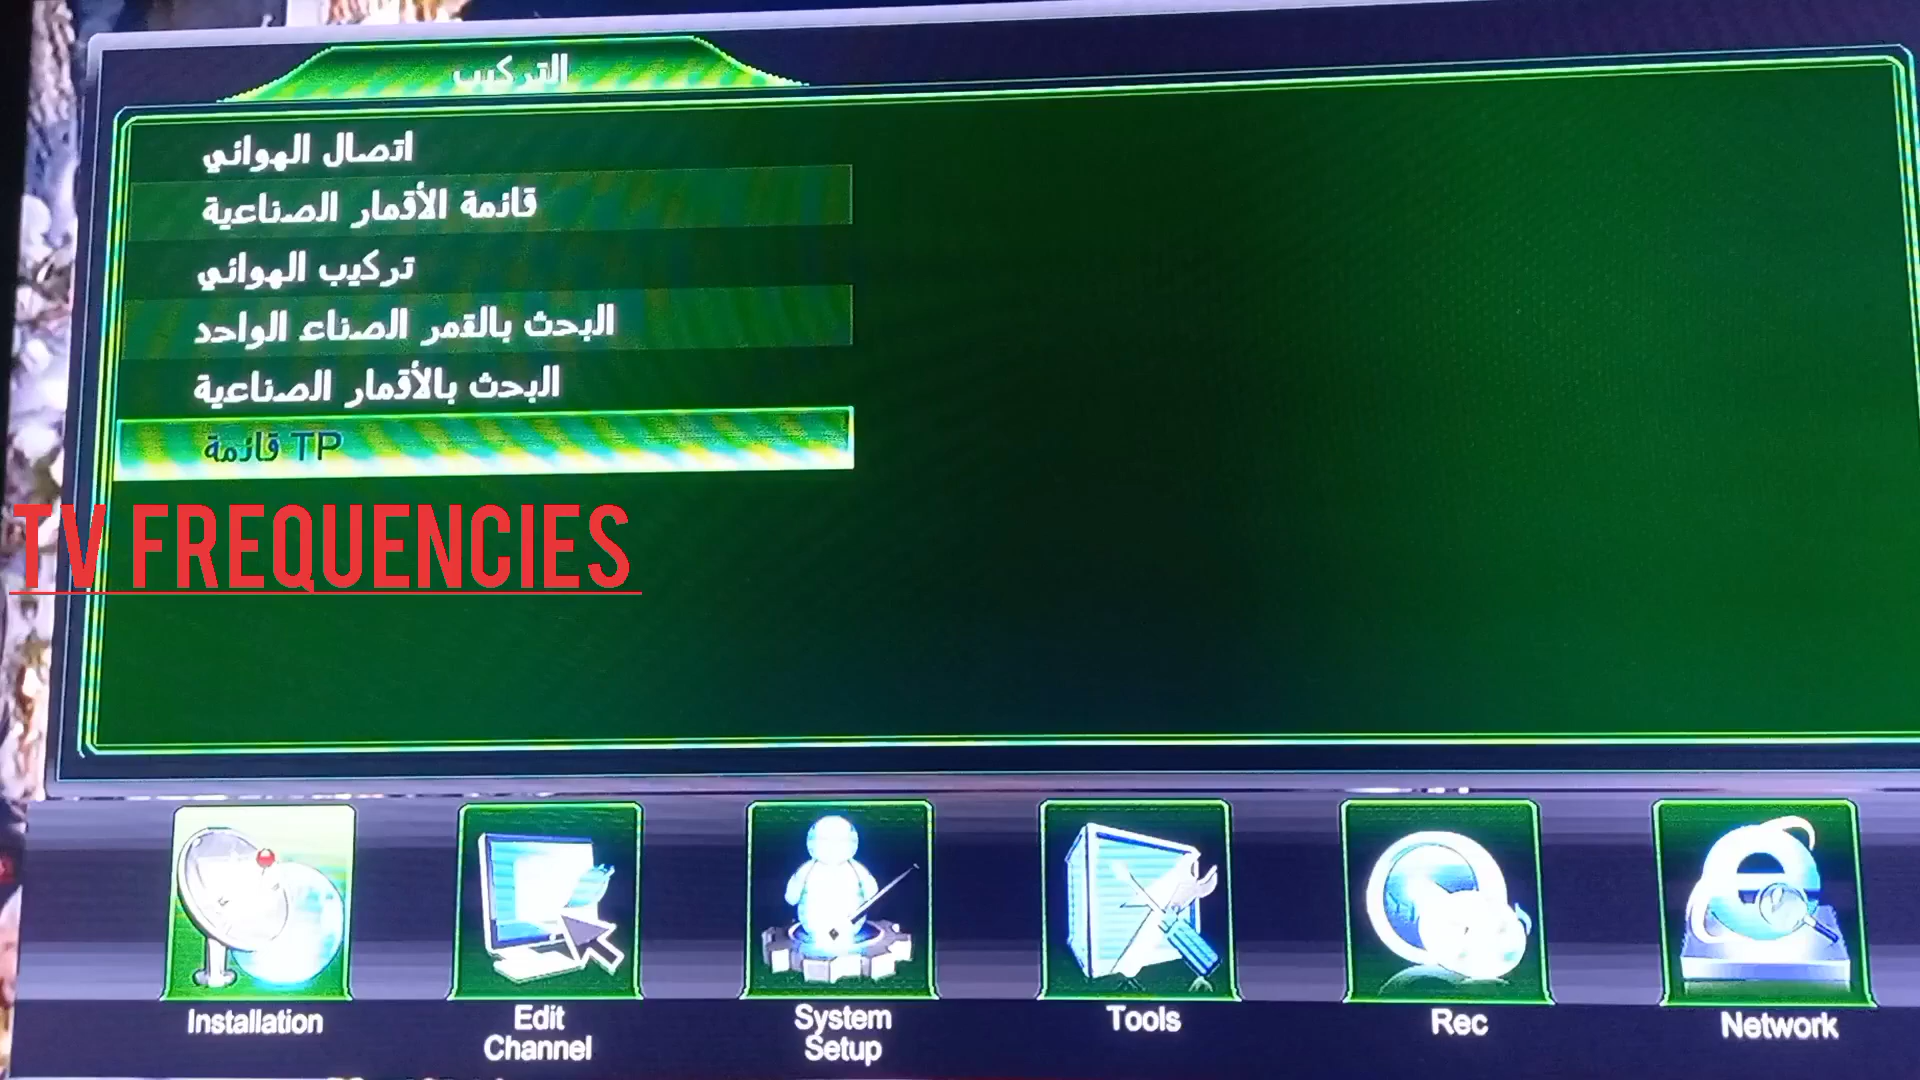 التركيب
اتصال الهوائي
قائمة الأقمار الصناعية
تركيب الهوائي
البحث بالقمر الصناع الواحد
البحث بالأقمار الصناعية
قائمة TP
TV FREQUENCIES
Installation
Edit Channel
System Setup
Tools
Rec
Network